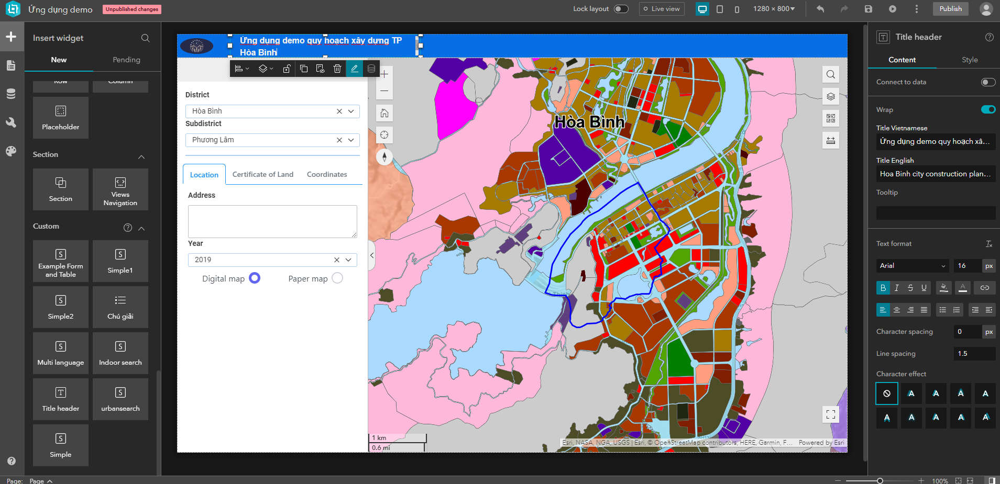 Ứng dụng demo
Unpublished changes
Lock layout
Live view
1280 × 800
Publish
Insert widget
New
Pending
Row
Column
Placeholder
Section
Section
Views Navigation
Custom
Example Form and Table
Simple1
Simple2
Chú giải
Multi language
Indoor search
Title header
urbansearch
Simple
Page:
Page
Ứng dụng demo quy hoạch xây dựng TP
Hòa Bình
District
Hòa Bình
Subdistrict
Phương Lâm
Location
Certificate of Land
Coordinates
Address
Year
2019
Digital map
Paper map
Hòa Bình
Thịnh
AH13
1 km
0.6 mi
Esri, NASA, NGA, USGS | Esri, © OpenStreetMap contributors, HERE, Garmin, F...
Powered by Esri
Title header
Content
Style
Connect to data
Wrap
Title Vietnamese
Ứng dụng demo quy hoạch xâ...
Title English
Hoa Binh city construction plan...
Tooltip
Text format
Arial
16
px
B
I
S
U
A
Character spacing
0
px
Line spacing
1.5
Character effect
A
A
A
A
A
A
A
A
A
100%